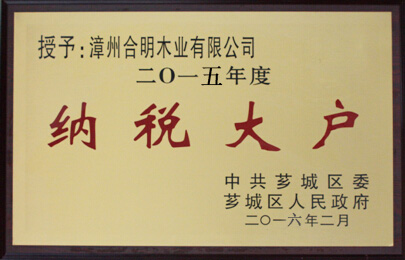 授予:漳州合明木业有限公司
二〇一五年度
纳税大户
中共芗城区委
芗城区人民政府
二〇一六年二月